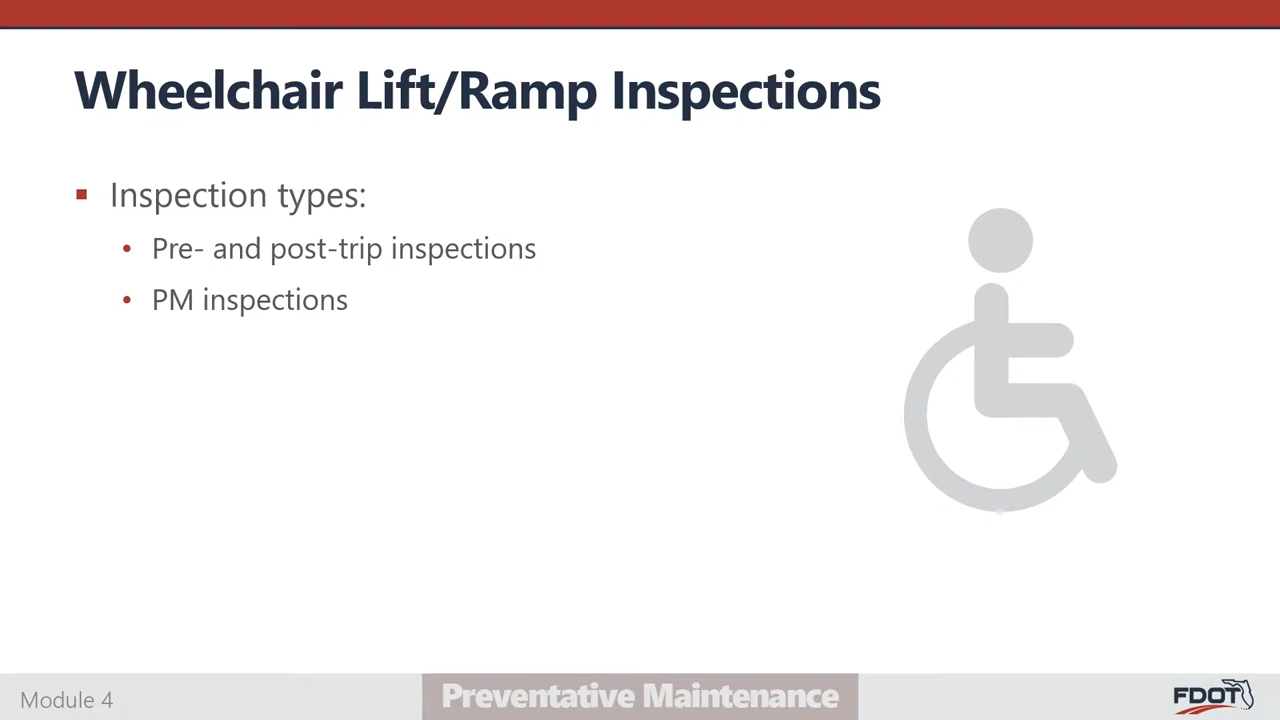 Wheelchair Lift/Ramp Inspections
▪ Inspection types:
• Pre- and post-trip inspections
• PM inspections
Module 4
Preventative Maintenance
FDOT